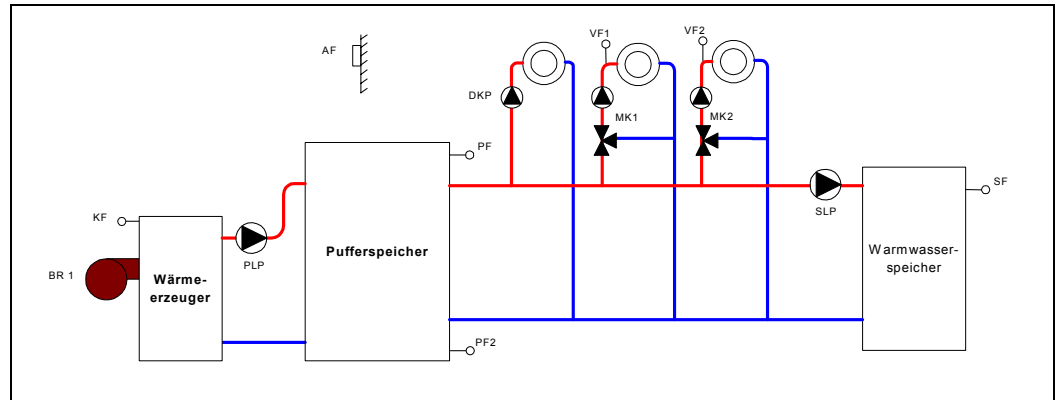 AF
VF1
VF2
DKP
MK1
MK2
PF
SF
KF
SLP
Pufferspeicher
Warmwasser-
speicher
PLP
BR 1
Wärme-
erzeuger
PF2